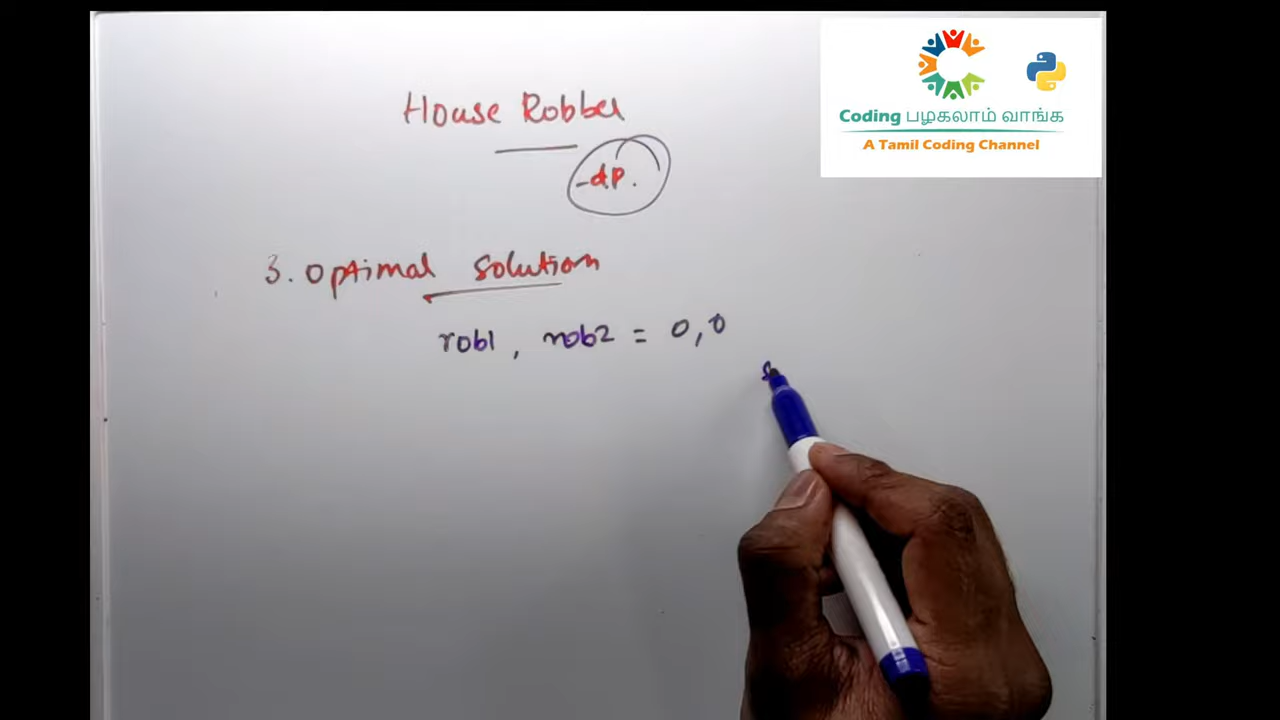 House Robber
-dp.
3. Optimal solution
rob1, rob2 = 0,0
Coding பழகலாம் வாங்க
A Tamil Coding Channel